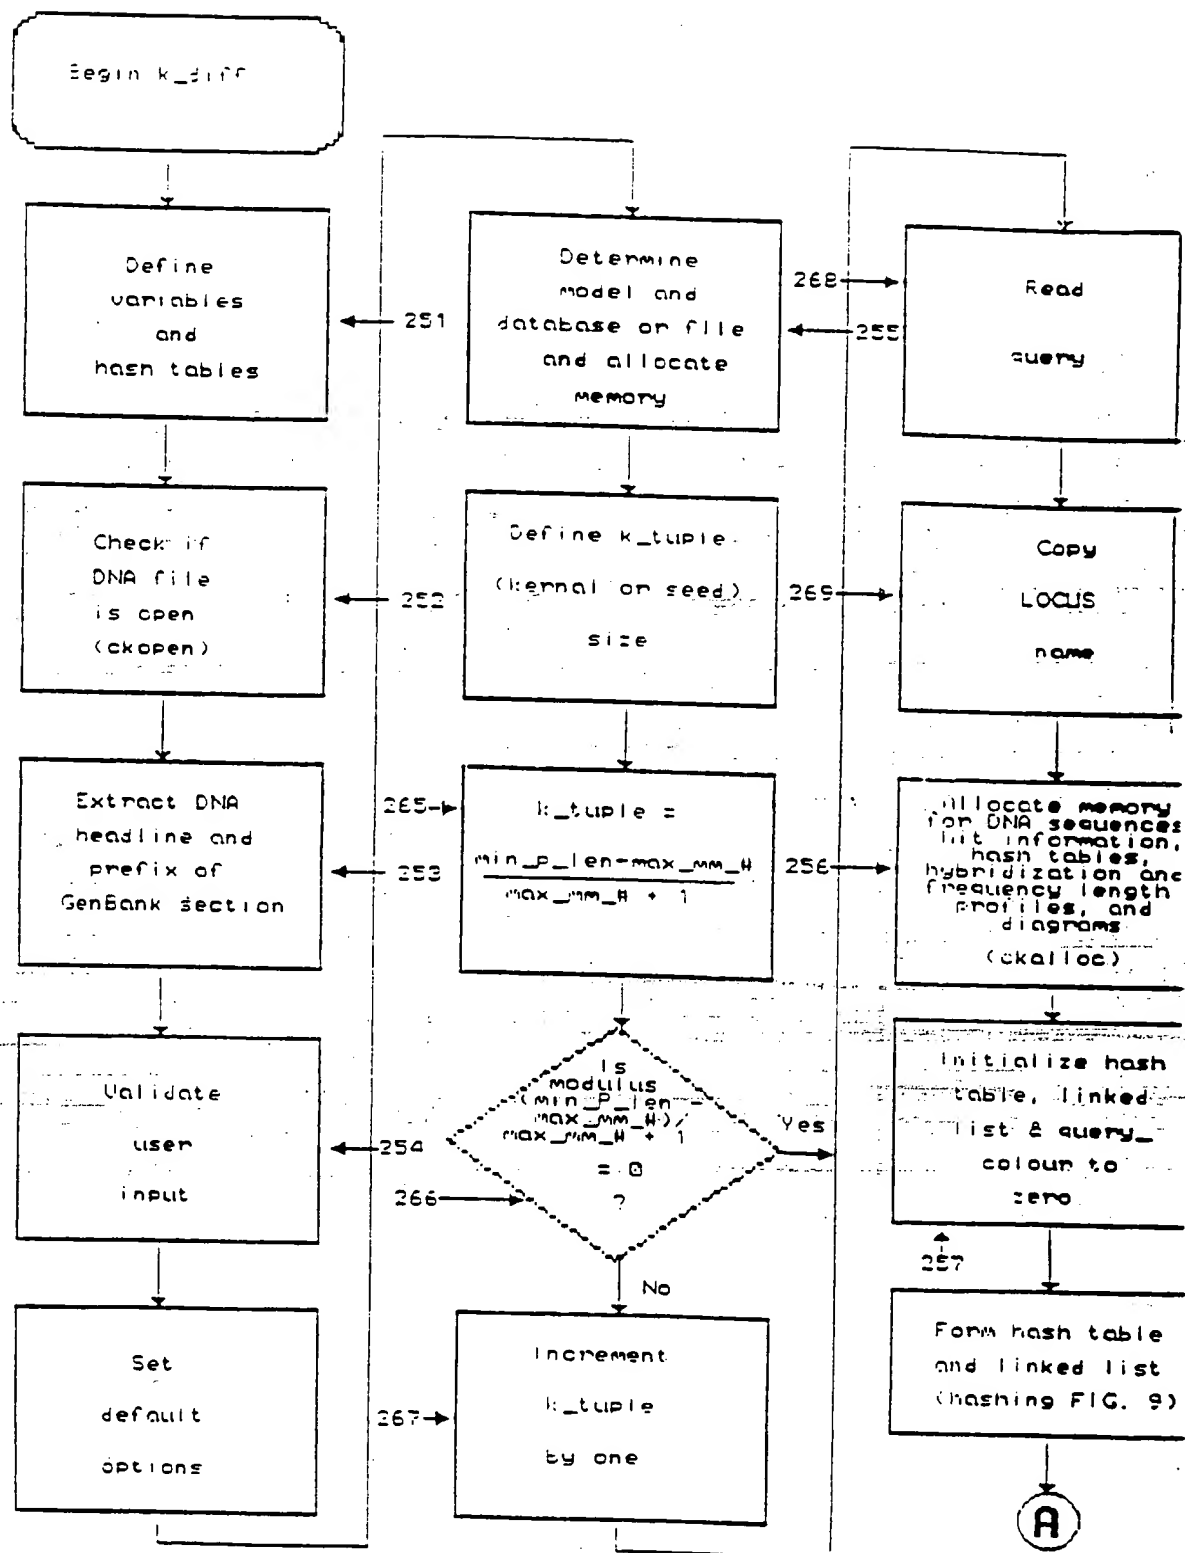 Begin k_diff
Define
variables
and
hash tables
251
Check if
DNA file
is open
(ckopen)
252
Extract DNA
headline and
prefix of
GenBank section
253
Validate
user
input
254
Set
default
options
Determine
model and
database or file
and allocate
memory
255
Define k_tuple
(kernal or seed)
size
265
k_tuple =
min_p_len-max_mm_#
max_mm_# + 1
Is
modulus
(min_p_len -
max_mm_#)/
max_mm_# + 1
= 0
?
266
Yes
No
267
Increment
k_tuple
by one
268
Read
query
269
Copy
LOCUS
name
256
Allocate memory
for DNA sequences
hit information,
hash tables,
hybridization and
frequency length
profiles, and
diagrams
(ckalloc)
Initialize hash
table, linked
list & query_
colour to
zero
257
Form hash table
and linked list
(hashing FIG. 9)
A